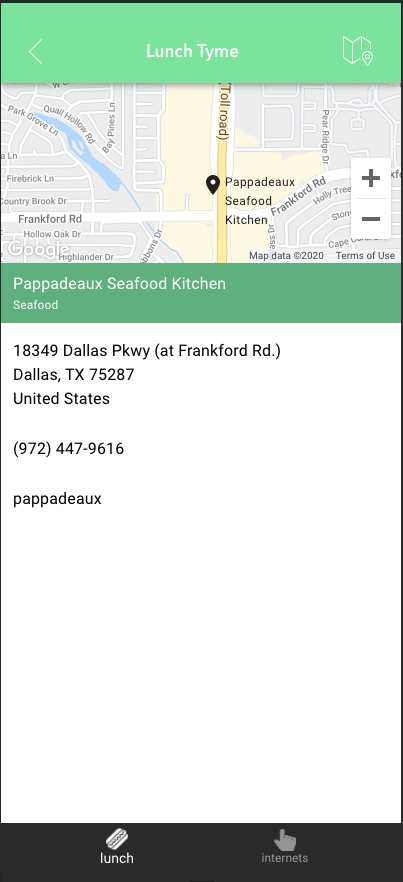 Lunch Tyme
(Toll road)
Quail Hollow Rd
Park Grove Ln
Bay Pines Ln
Pear Ridge Dr
Firebrick Ln
Country Brook Dr
Pappadeaux
Seafood
Kitchen
Frankford Rd
Holly Tree
Frankford Rd
Hollow Oak Dr
Highlander Dr
Google
Map data ©2020
Terms of Use
Pappadeaux Seafood Kitchen
Seafood
18349 Dallas Pkwy (at Frankford Rd.)
Dallas, TX 75287
United States
(972) 447-9616
pappadeaux
lunch
internets